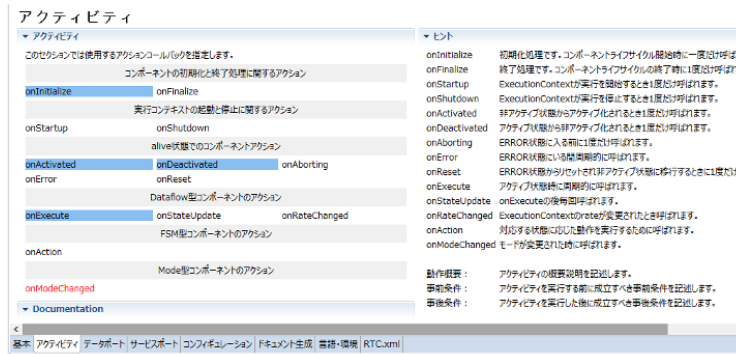 アクティビティ
アクティビティ
このセクションでは使用するアクションコールバックを指定します。
コンポーネントの初期化と終了処理に関するアクション
onInitialize onFinalize
実行コンテキストの起動と停止に関するアクション
onStartup onShutdown
alive状態でのコンポーネントアクション
onActivated onDeactivated onAborting
onError onReset
Dataflow型コンポーネントのアクション
onExecute onStateUpdate onRateChanged
FSM型コンポーネントのアクション
onAction
Mode型コンポーネントのアクション
onModeChanged
Documentation
ヒント
onInitialize 初期化処理です。コンポーネントライフサイクル開始時に一度だけ呼ば
onFinalize 終了処理です。コンポーネントライフサイクルの終了時に1度だけ呼ばれ
onStartup ExecutionContextが実行を開始するとき1度だけ呼ばれます。
onShutdown ExecutionContextが実行を停止するとき1度だけ呼ばれます。
onActivated 非アクティブ状態からアクティブ化されるとき1度だけ呼ばれます。
onDeactivated アクティブ状態から非アクティブ化されるとき1度だけ呼ばれます。
onAborting ERROR状態に入る前に1度だけ呼ばれます。
onError ERROR状態にいる間周期的に呼ばれます。
onReset ERROR状態からリセットされ非アクティブ状態に移行するときに1度だけ
onExecute アクティブ状態時に周期的に呼ばれます。
onStateUpdate onExecuteの後毎回呼ばれます。
onRateChanged ExecutionContextのrateが変更されたとき呼ばれます。
onAction 対応する状態に応じた動作を実行するために呼ばれます。
onModeChanged モードが変更された時に呼ばれます。
動作概要： アクティビティの概要説明を記述します。
事前条件： アクティビティを実行する前に成立すべき事前条件を記述します。
事後条件： アクティビティを実行した後に成立すべき事後条件を記述します。
基本 アクティビティ データポート サービスポート コンフィギュレーション ドキュメント生成 言語・環境 RTC.xml